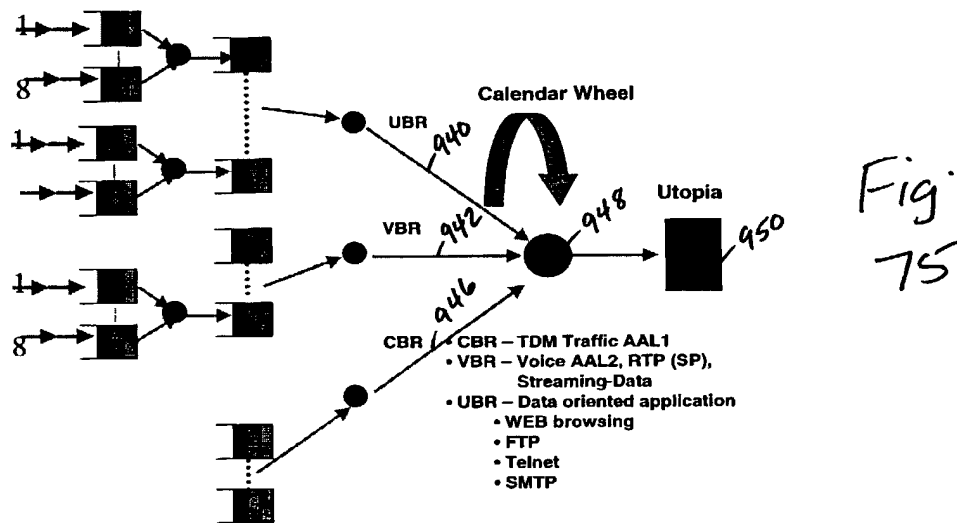 1
8
1
1
8
UBR
940
Calendar Wheel
VBR
942
948
Utopia
950
CBR
946
• CBR – TDM Traffic AAL1
• VBR – Voice AAL2, RTP (SP),
Streaming-Data
• UBR – Data oriented application
• WEB browsing
• FTP
• Telnet
• SMTP
Fig.
75